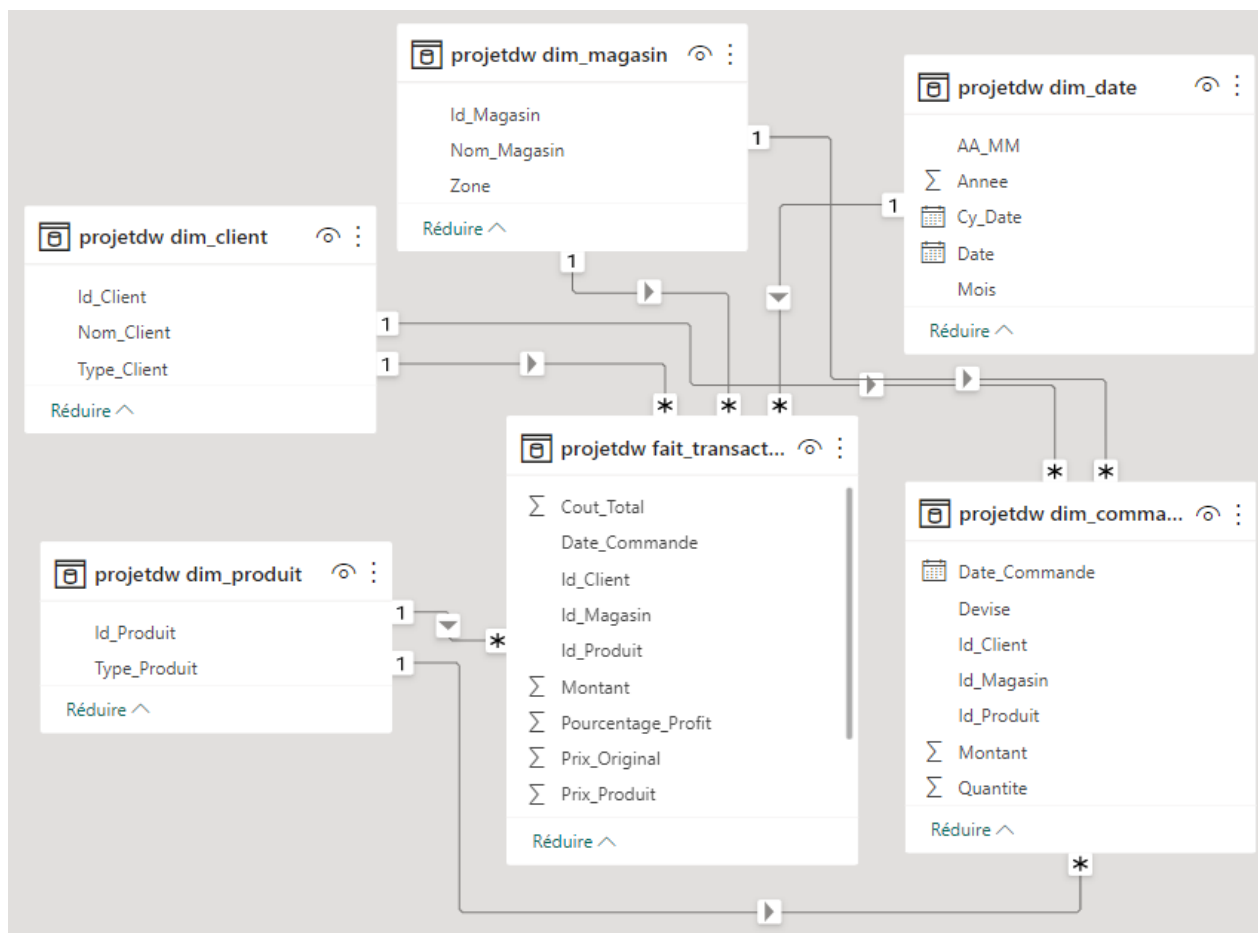 projetdw dim_magasin
Id_Magasin
Nom_Magasin
Zone
Réduire
1
1
projetdw dim_date
AA_MM
Σ Annee
Cy_Date
Date
Mois
Réduire
1
projetdw dim_client
Id_Client
Nom_Client
Type_Client
Réduire
1
1
* * *
projetdw fait_transact...
Σ Cout_Total
Date_Commande
Id_Client
Id_Magasin
Id_Produit
Σ Montant
Σ Pourcentage_Profit
Σ Prix_Original
Σ Prix_Produit
Réduire
* *
projetdw dim_comma...
Date_Commande
Devise
Id_Client
Id_Magasin
Id_Produit
Σ Montant
Σ Quantite
Réduire
*
projetdw dim_produit
Id_Produit
Type_Produit
Réduire
1
*
1